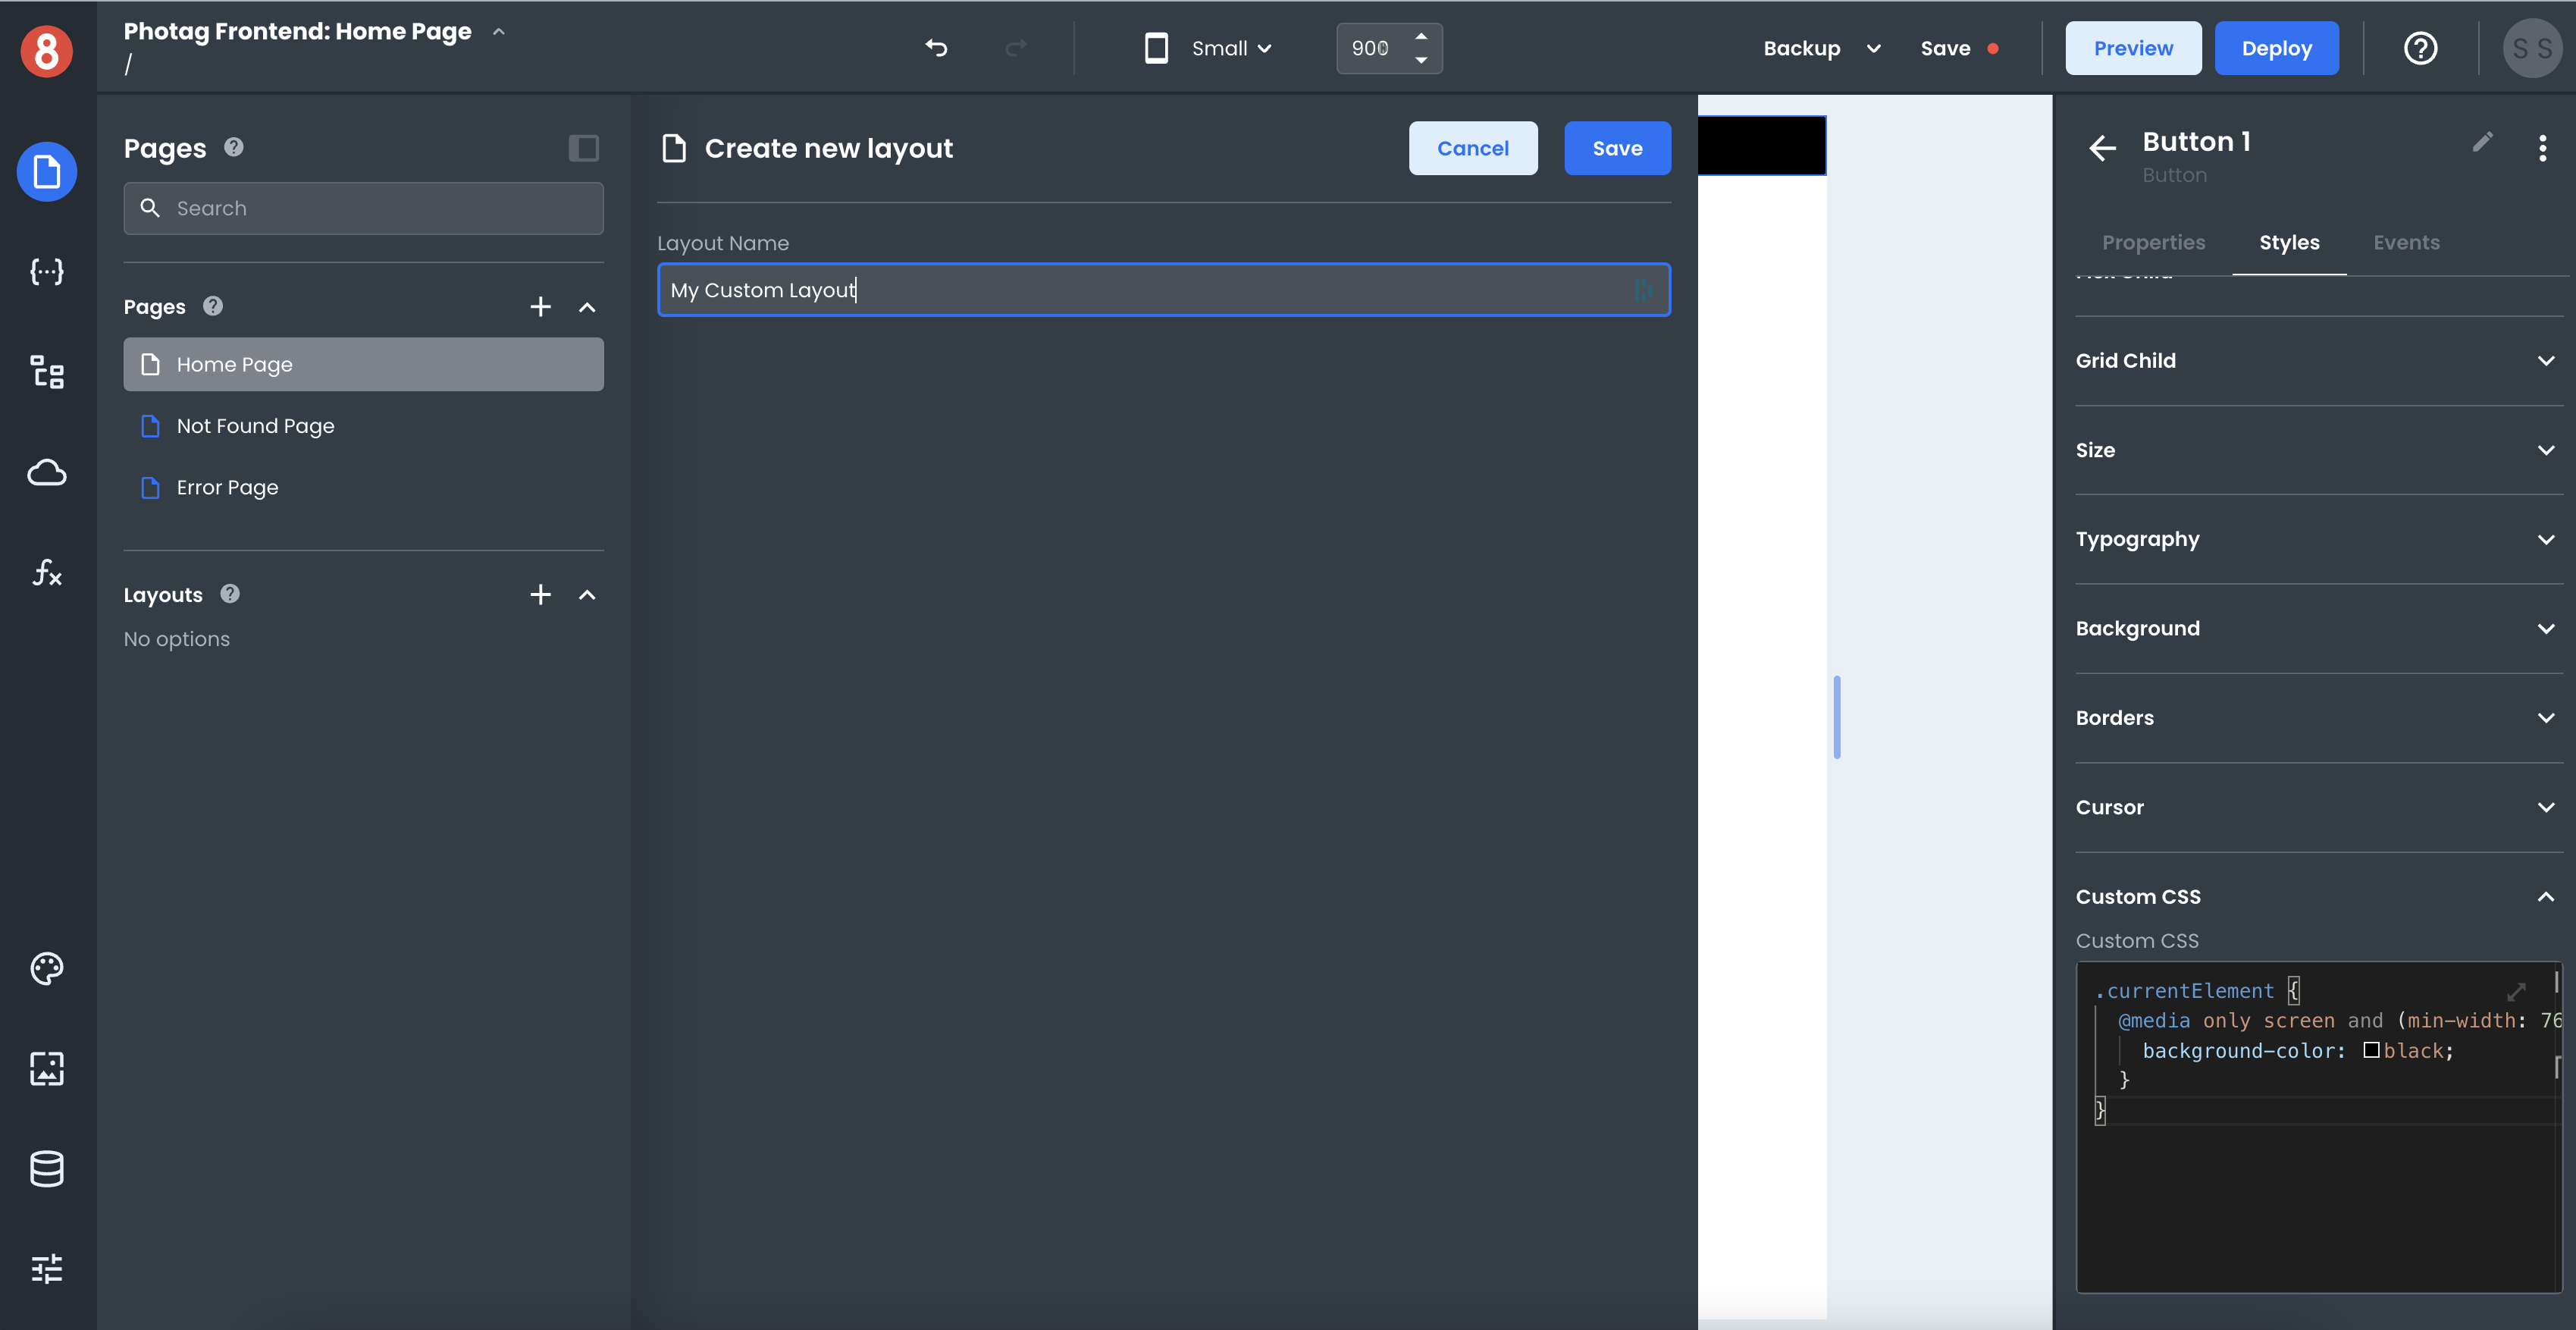 8
Photag Frontend: Home Page
/
Small
900
Backup
Save
Preview
Deploy
S S
Pages
Search
Pages
Home Page
Not Found Page
Error Page
Layouts
No options
Create new layout
Cancel
Save
Layout Name
My Custom Layout
Button 1
Button
Properties
Styles
Events
Grid Child
Size
Typography
Background
Borders
Cursor
Custom CSS
Custom CSS
.currentElement {
@media only screen and (min-width: 76
background-color: black;
}
}